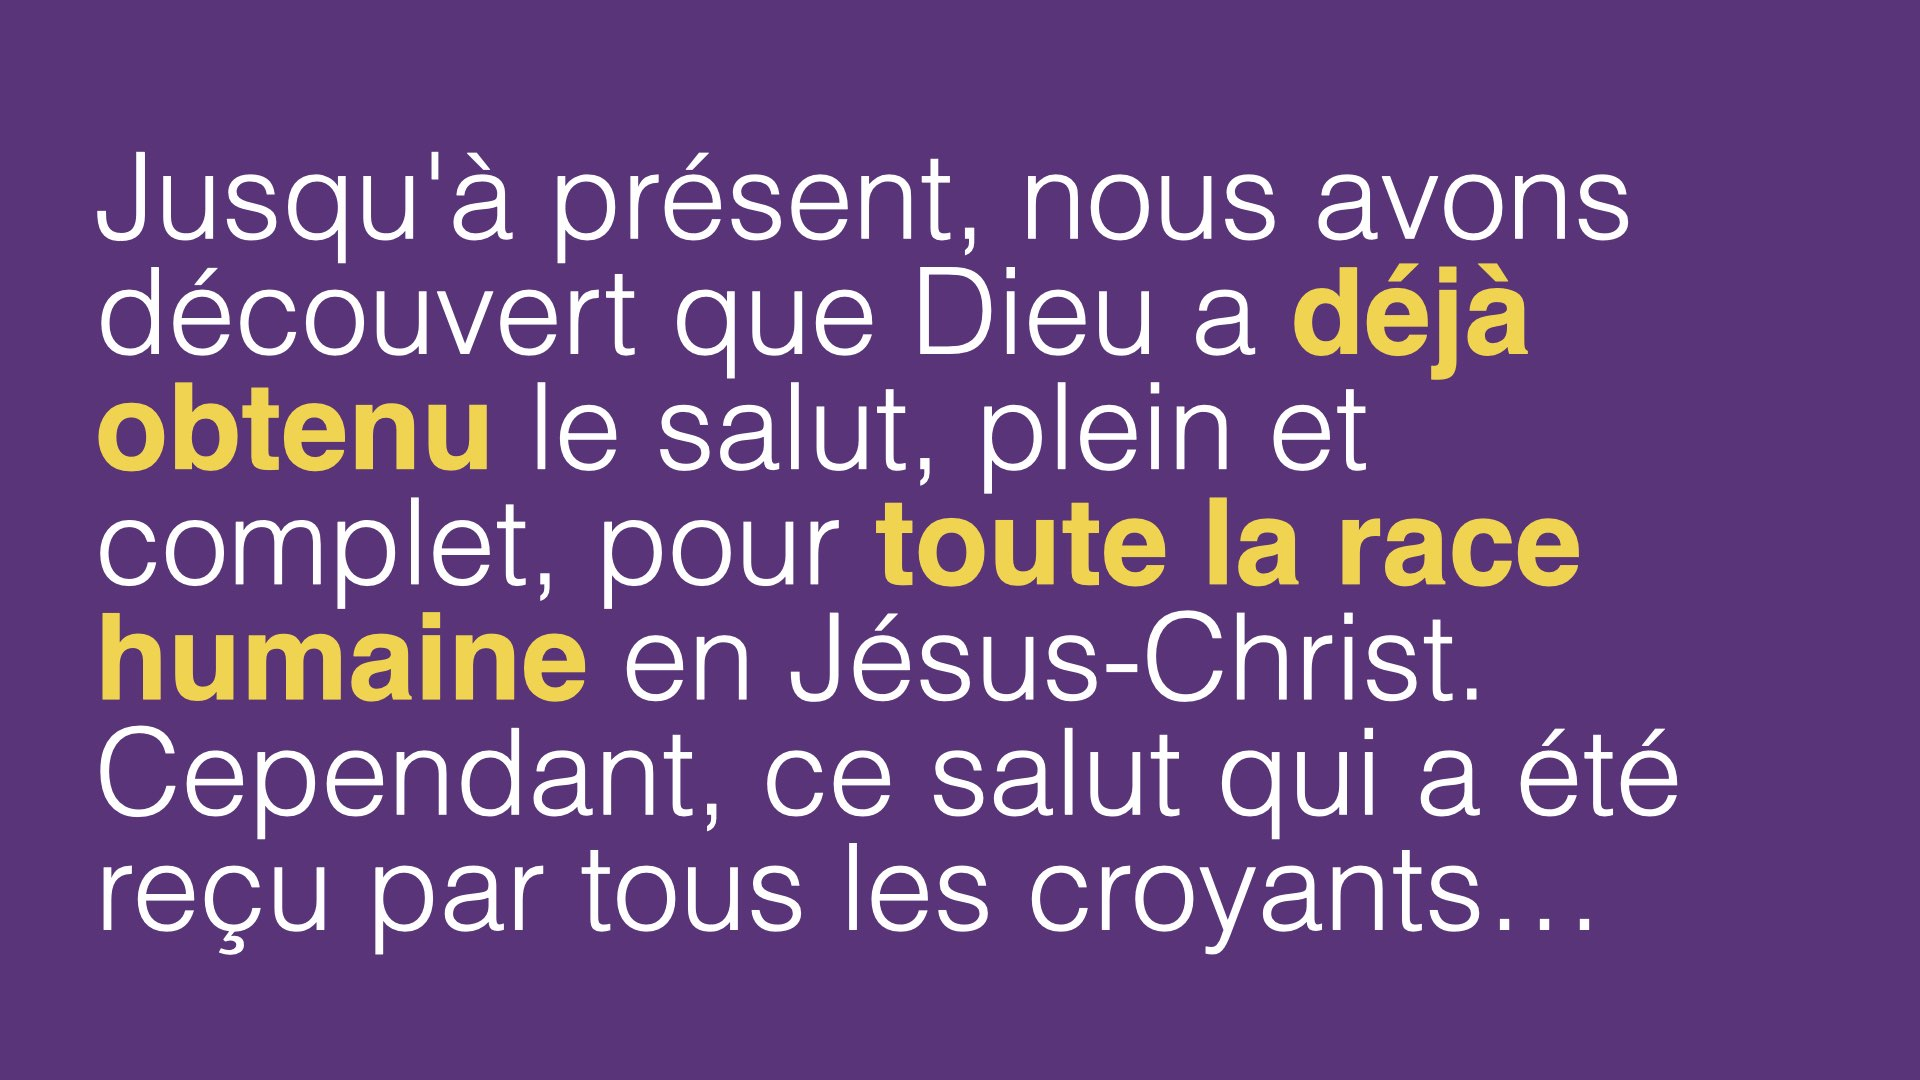 Jusqu'à présent, nous avons
découvert que Dieu a déjà
obtenu le salut, plein et
complet, pour toute la race
humaine en Jésus-Christ.
Cependant, ce salut qui a été
reçu par tous les croyants…